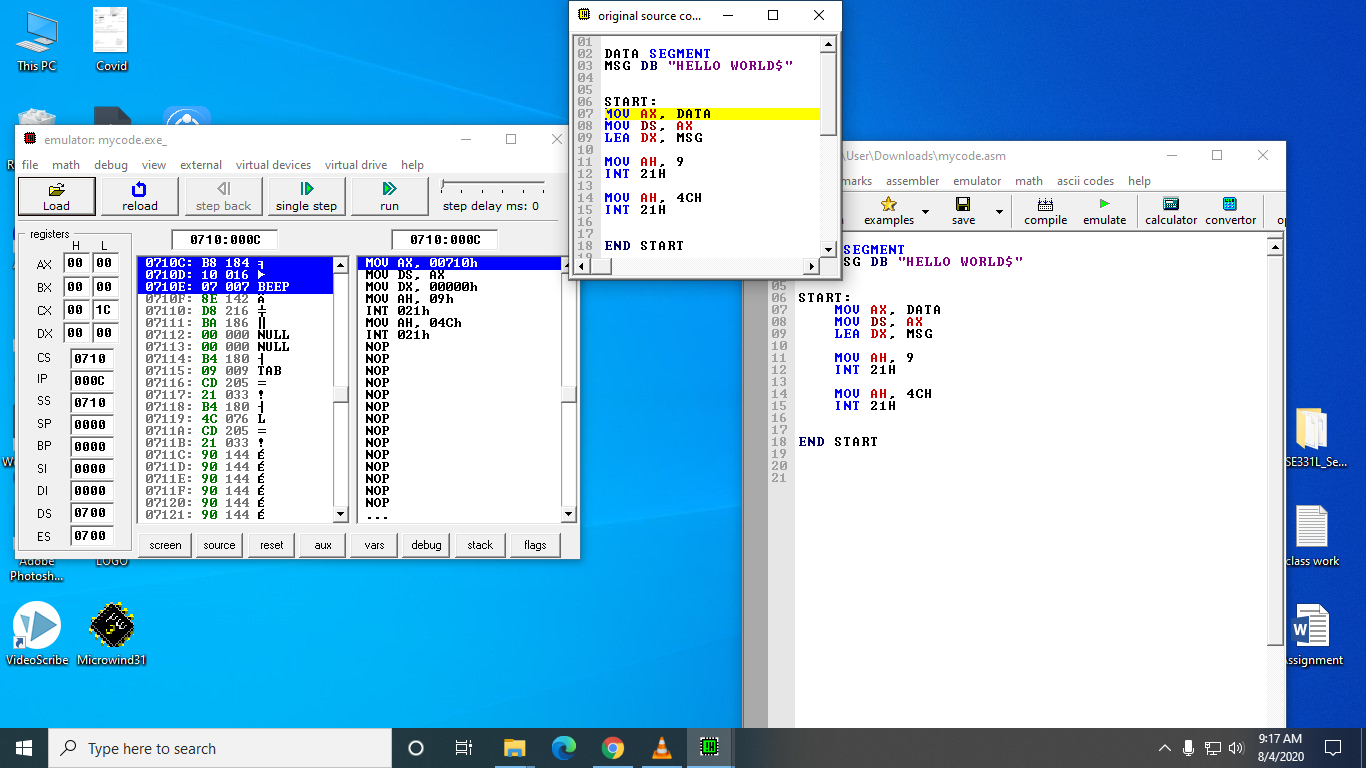 This PC
Covid
original source co...
01
02 DATA SEGMENT
03 MSG DB "HELLO WORLD$"
04
05
06 START:
07 MOV AX, DATA
08 MOV DS, AX
09 LEA DX, MSG
10
11 MOV AH, 9
12 INT 21H
13
14 MOV AH, 4CH
15 INT 21H
16
17
18 END START
19
emulator: mycode.exe_
file math debug view external virtual devices virtual drive help
Load reload step back single step run step delay ms: 0
registers
H L
AX 00 00
BX 00 00
CX 00 1C
DX 00 00
CS 0710
IP 000C
SS 0710
SP 0000
BP 0000
SI 0000
DI 0000
DS 0700
ES 0700
0710:000C
0710:000C
0710C: B8 184 ╕
0710D: 10 016 ►
0710E: 07 007 BEEP
0710F: 8E 142 Ä
07110: D8 216 ╪
07111: BA 186 ║
07112: 00 000 NULL
07113: 00 000 NULL
07114: B4 180 ┤
07115: 09 009 TAB
07116: CD 205 =
07117: 21 033 !
07118: B4 180 ┤
07119: 4C 076 L
0711A: CD 205 =
0711B: 21 033 !
0711C: 90 144 É
0711D: 90 144 É
0711E: 90 144 É
0711F: 90 144 É
07120: 90 144 É
07121: 90 144 É
MOV AX, 00710h
MOV DS, AX
MOV DX, 00000h
MOV AH, 09h
INT 021h
MOV AH, 04Ch
INT 021h
NOP
NOP
NOP
NOP
NOP
NOP
NOP
NOP
NOP
NOP
NOP
NOP
NOP
NOP
...
screen source reset aux vars debug stack flags
\User\Downloads\mycode.asm
marks assembler emulator math ascii codes help
examples save compile emulate calculator convertor op
SEGMENT
SG DB "HELLO WORLD$"
05
06 START:
07 MOV AX, DATA
08 MOV DS, AX
09 LEA DX, MSG
10
11 MOV AH, 9
12 INT 21H
13
14 MOV AH, 4CH
15 INT 21H
16
17
18 END START
19
20
21
Adobe
Photosh...
LOGO
VideoScribe
Microwind31
SE331L_Se...
class work
Assignment
Type here to search
9:17 AM
8/4/2020